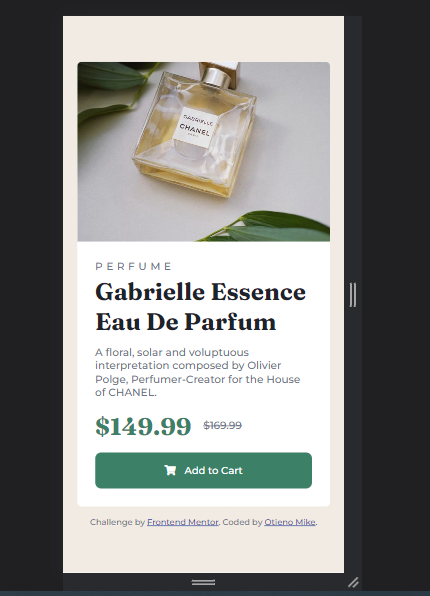 GABRIELLE
CHANEL
PARIS
PERFUME
Gabrielle Essence
Eau De Parfum
A floral, solar and voluptuous
interpretation composed by Olivier
Polge, Perfumer-Creator for the House
of CHANEL.
$149.99 $169.99
Add to Cart
Challenge by Frontend Mentor. Coded by Otieno Mike.